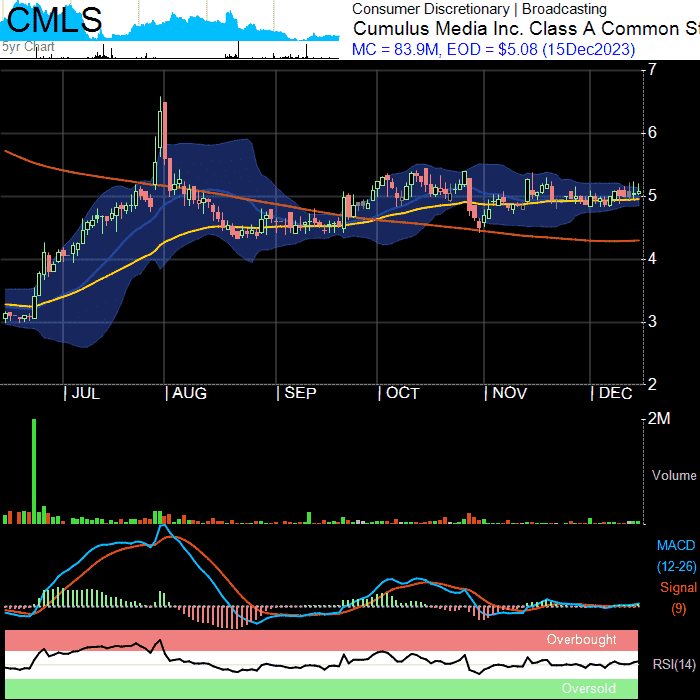 CMLS
5yr Chart
Consumer Discretionary | Broadcasting
Cumulus Media Inc. Class A Common St
MC = 83.9M, EOD = $5.08 (15Dec2023)
7
6
5
4
3
2
| JUL | AUG | SEP | OCT | NOV | DEC
2M
Volume
MACD
(12-26)
Signal
(9)
Overbought
RSI(14)
Oversold